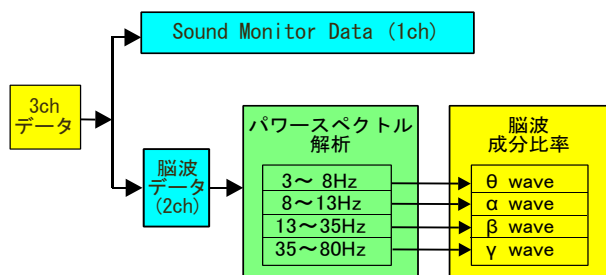 Sound Monitor Data (1ch)
3ch
データ
脳波
データ
(2ch)
パワースペクトル
解析
3～ 8Hz
8～13Hz
13～35Hz
35～80Hz
脳波
成分比率
θ wave
α wave
β wave
γ wave